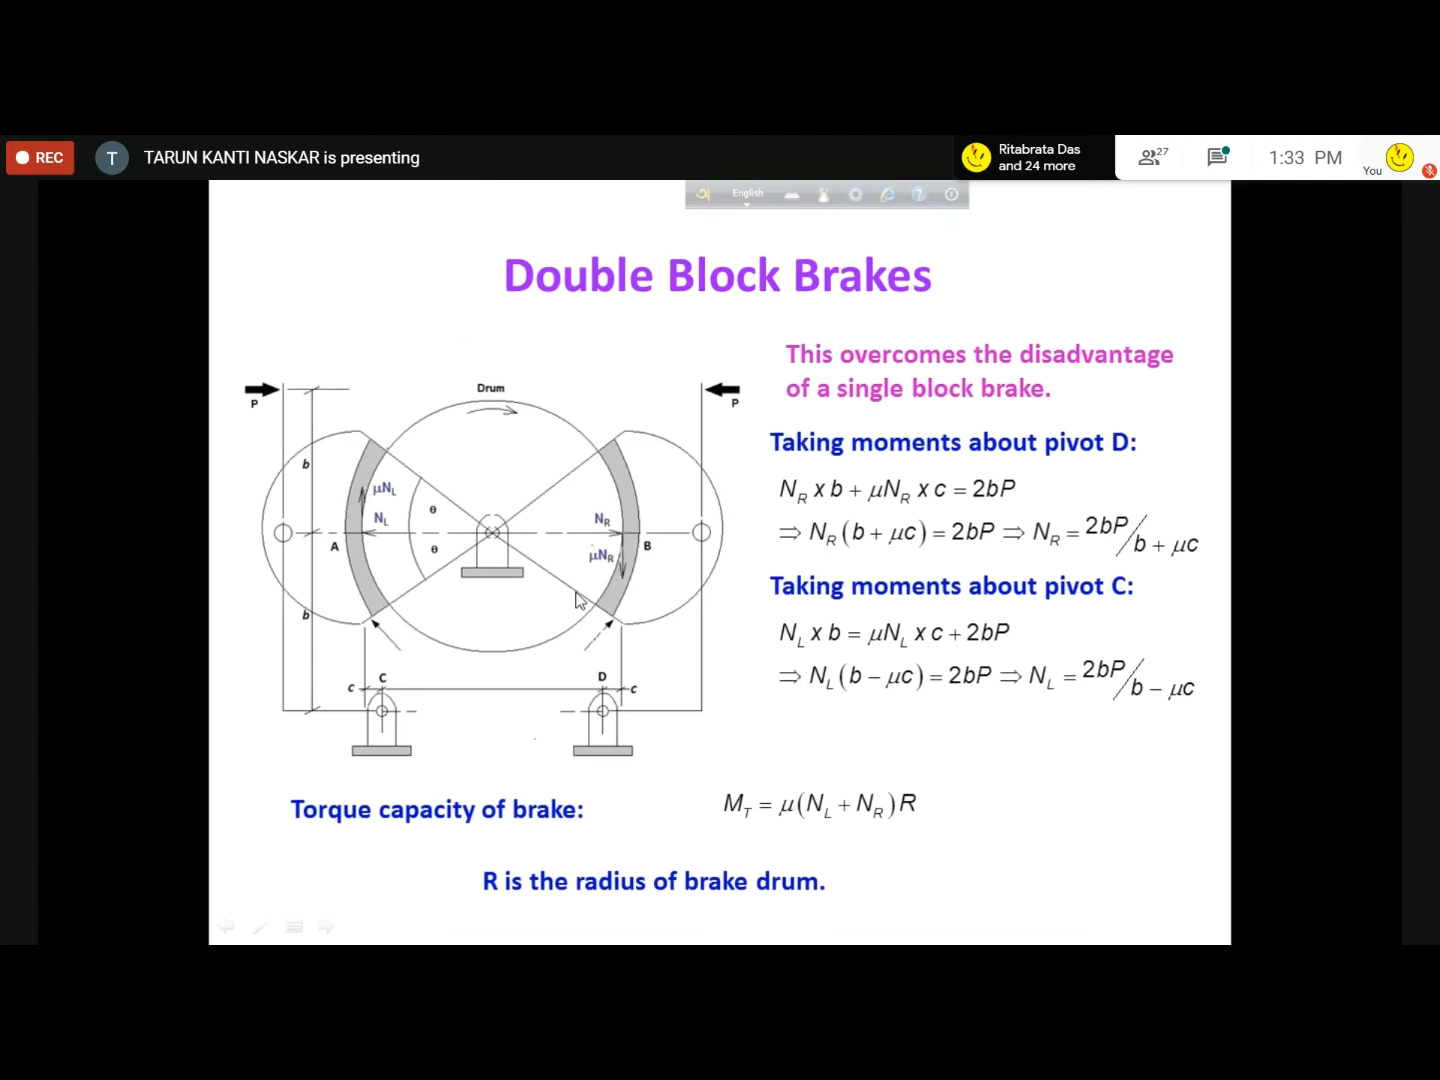 REC
T
TARUN KANTI NASKAR is presenting
Ritabrata Das
and 24 more
27
1:33 PM
You
অ
English
Double Block Brakes
This overcomes the disadvantage
of a single block brake.
Drum
P
P
b
μN_L
N_L
θ
θ
A
N_R
μN_R
B
b
c
C
D
c
Taking moments about pivot D:
N_R x b + μN_R x c = 2bP
⇒ N_R (b + μc) = 2bP ⇒ N_R = 2bP/b + μc
Taking moments about pivot C:
N_L x b = μN_L x c + 2bP
⇒ N_L (b − μc) = 2bP ⇒ N_L = 2bP/b − μc
Torque capacity of brake:
M_T = μ(N_L + N_R)R
R is the radius of brake drum.